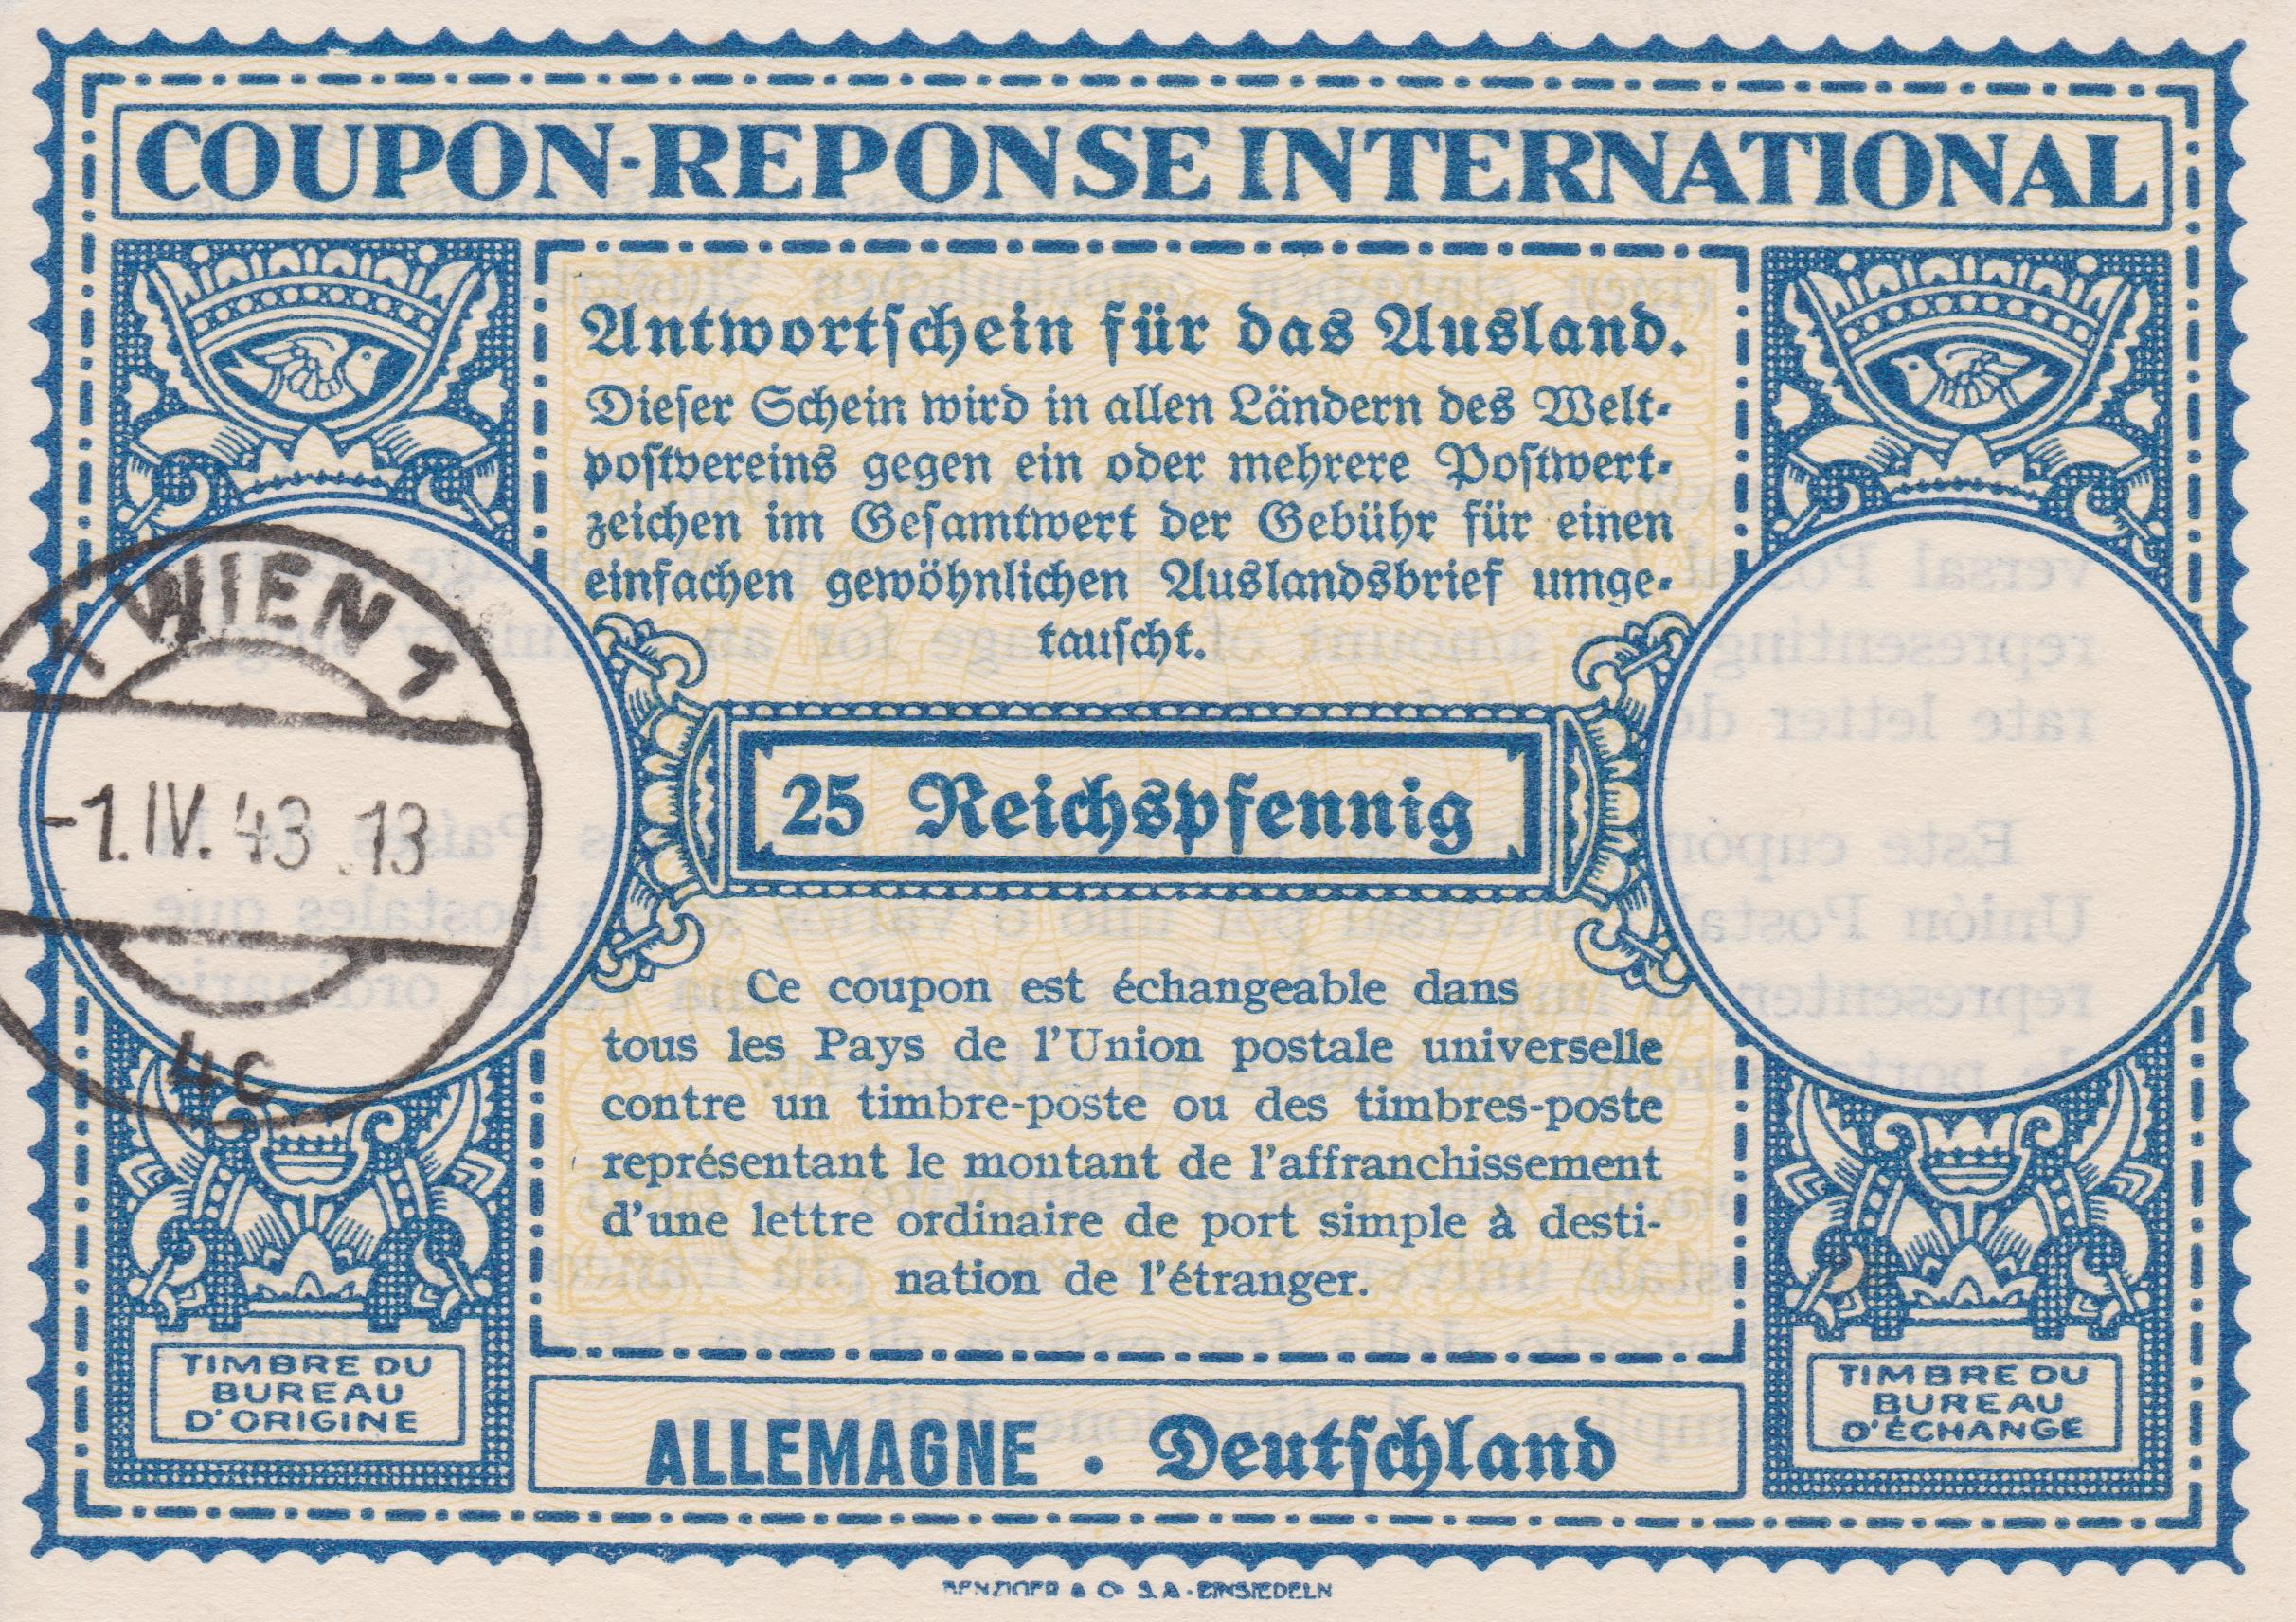 COUPON-REPONSE INTERNATIONAL
Antwortschein für das Ausland.
Dieser Schein wird in allen Ländern des Welt-
postvereins gegen ein oder mehrere Postwert-
zeichen im Gesamtwert der Gebühr für einen
einfachen gewöhnlichen Auslandsbrief umge-
tauscht.
1 WIEN 1
-1.IV.43.13
4c
25 Reichspfennig
Ce coupon est échangeable dans
tous les Pays de l'Union postale universelle
contre un timbre-poste ou des timbres-poste
représentant le montant de l'affranchissement
d'une lettre ordinaire de port simple à desti-
nation de l'étranger.
TIMBRE DU
BUREAU
D'ORIGINE
ALLEMAGNE . Deutschland
TIMBRE DU
BUREAU
D'ÉCHANGE
BENZIGER & Co S.A. - EINSIEDELN